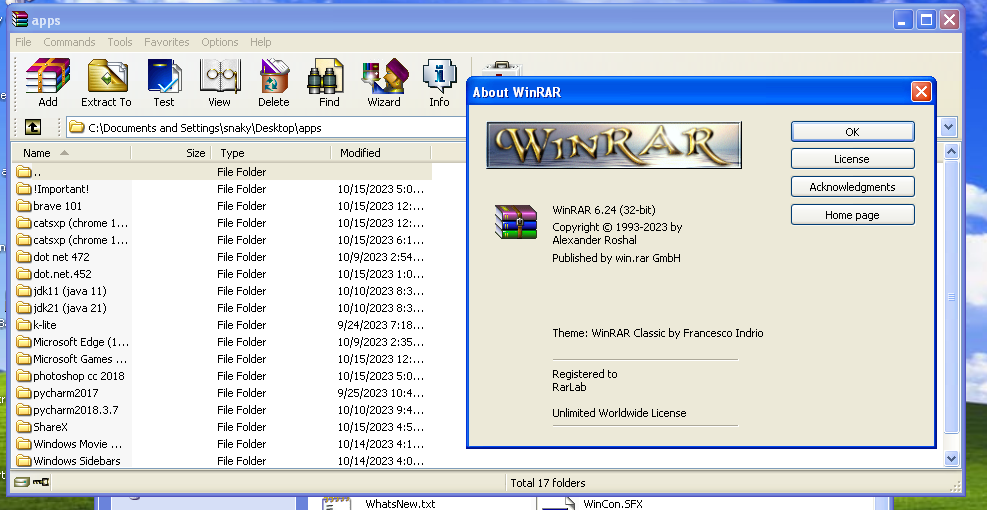 apps
File Commands Tools Favorites Options Help
Add Extract To Test View Delete Find Wizard Info
C:\Documents and Settings\snaky\Desktop\apps
Name Size Type Modified
.. File Folder
!Important! File Folder 10/15/2023 5:0...
brave 101 File Folder 10/15/2023 12:...
catsxp (chrome 1... File Folder 10/15/2023 12:...
catsxp (chrome 1... File Folder 10/15/2023 6:1...
dot net 472 File Folder 10/9/2023 2:54...
dot.net.452 File Folder 10/15/2023 1:0...
jdk11 (java 11) File Folder 10/10/2023 8:3...
jdk21 (java 21) File Folder 10/10/2023 8:3...
k-lite File Folder 9/24/2023 7:18...
Microsoft Edge (1... File Folder 10/9/2023 2:35...
Microsoft Games ... File Folder 10/15/2023 12:...
photoshop cc 2018 File Folder 10/15/2023 5:0...
pycharm2017 File Folder 9/25/2023 10:4...
pycharm2018.3.7 File Folder 10/10/2023 9:4...
ShareX File Folder 10/15/2023 4:5...
Windows Movie ... File Folder 10/14/2023 4:1...
Windows Sidebars File Folder 10/14/2023 4:0...
Total 17 folders
About WinRAR
WinRAR
OK
License
Acknowledgments
Home page
WinRAR 6.24 (32-bit)
Copyright © 1993-2023 by
Alexander Roshal
Published by win.rar GmbH
Theme: WinRAR Classic by Francesco Indrio
Registered to
RarLab
Unlimited Worldwide License
WhatsNew.txt WinCon.SFX